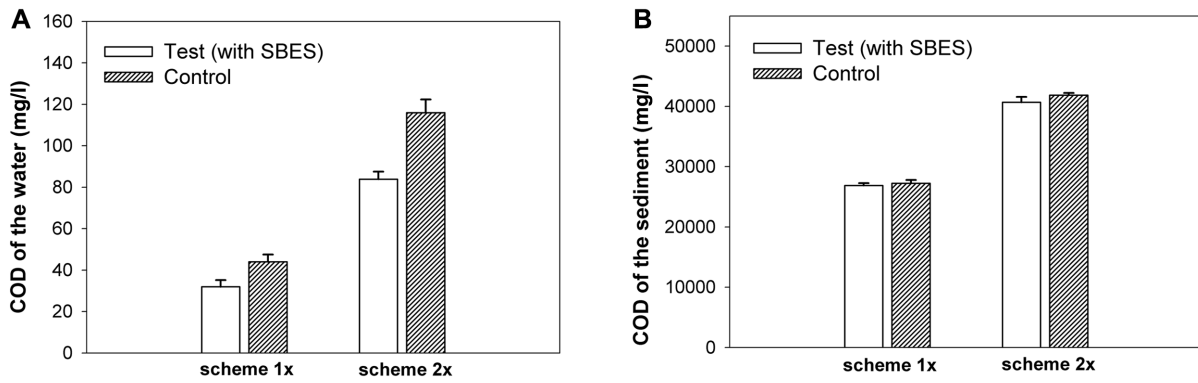 A
COD of the water (mg/l)
160
140
120
100
80
60
40
20
0
Test (with SBES)
Control
scheme 1x
scheme 2x
B
COD of the sediment (mg/l)
50000
40000
30000
20000
10000
0
Test (with SBES)
Control
scheme 1x
scheme 2x